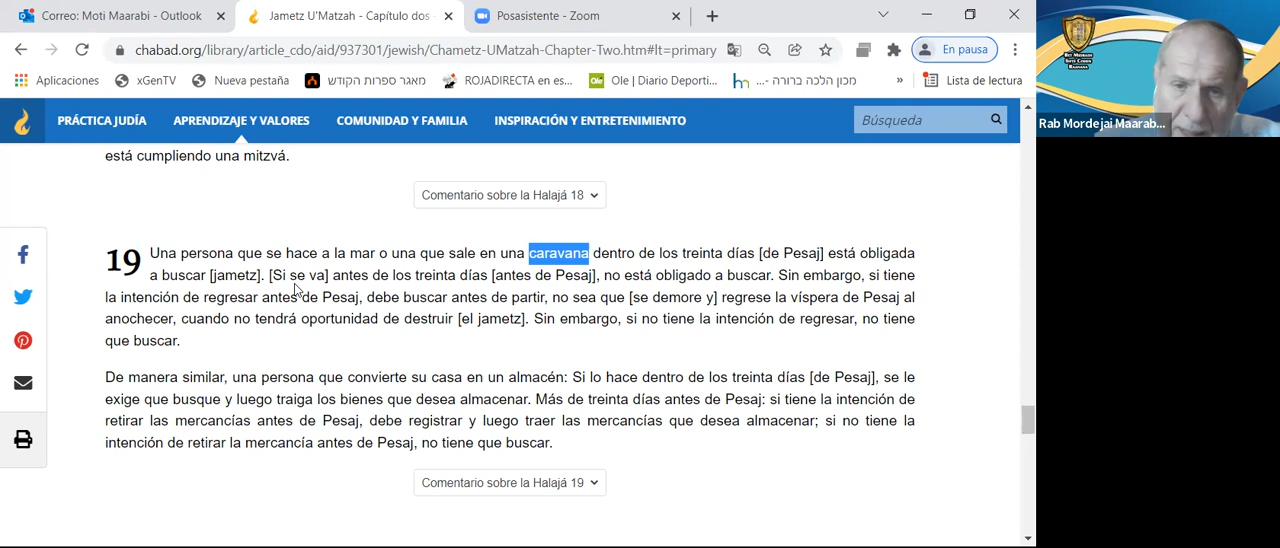 Correo: Moti Maarabi - Outlook
Jametz U'Matzah - Capítulo dos -
Posasistente - Zoom
chabad.org/library/article_cdo/aid/937301/jewish/Chametz-UMatzah-Chapter-Two.htm#lt=primary
En pausa
Aplicaciones
xGenTV
Nueva pestaña
מאגר ספרות הקודש
ROJADIRECTA en es...
Ole | Diario Deporti...
מכון הלכה ברורה -...
»
Lista de lectura
BET MIDRASH
PRÁCTICA JUDÍA
APRENDIZAJE Y VALORES
COMUNIDAD Y FAMILIA
INSPIRACIÓN Y ENTRETENIMIENTO
Búsqueda
Rab Mordejai Maarab...
está cumpliendo una mitzvá.
Comentario sobre la Halajá 18
19 Una persona que se hace a la mar o una que sale en una caravana dentro de los treinta días [de Pesaj] está obligada
a buscar [jametz]. [Si se va] antes de los treinta días [antes de Pesaj], no está obligado a buscar. Sin embargo, si tiene
la intención de regresar antes de Pesaj, debe buscar antes de partir, no sea que [se demore y] regrese la víspera de Pesaj al
anochecer, cuando no tendrá oportunidad de destruir [el jametz]. Sin embargo, si no tiene la intención de regresar, no tiene
que buscar.
De manera similar, una persona que convierte su casa en un almacén: Si lo hace dentro de los treinta días [de Pesaj], se le
exige que busque y luego traiga los bienes que desea almacenar. Más de treinta días antes de Pesaj: si tiene la intención de
retirar las mercancías antes de Pesaj, debe registrar y luego traer las mercancías que desea almacenar; si no tiene la
intención de retirar la mercancía antes de Pesaj, no tiene que buscar.
Comentario sobre la Halajá 19